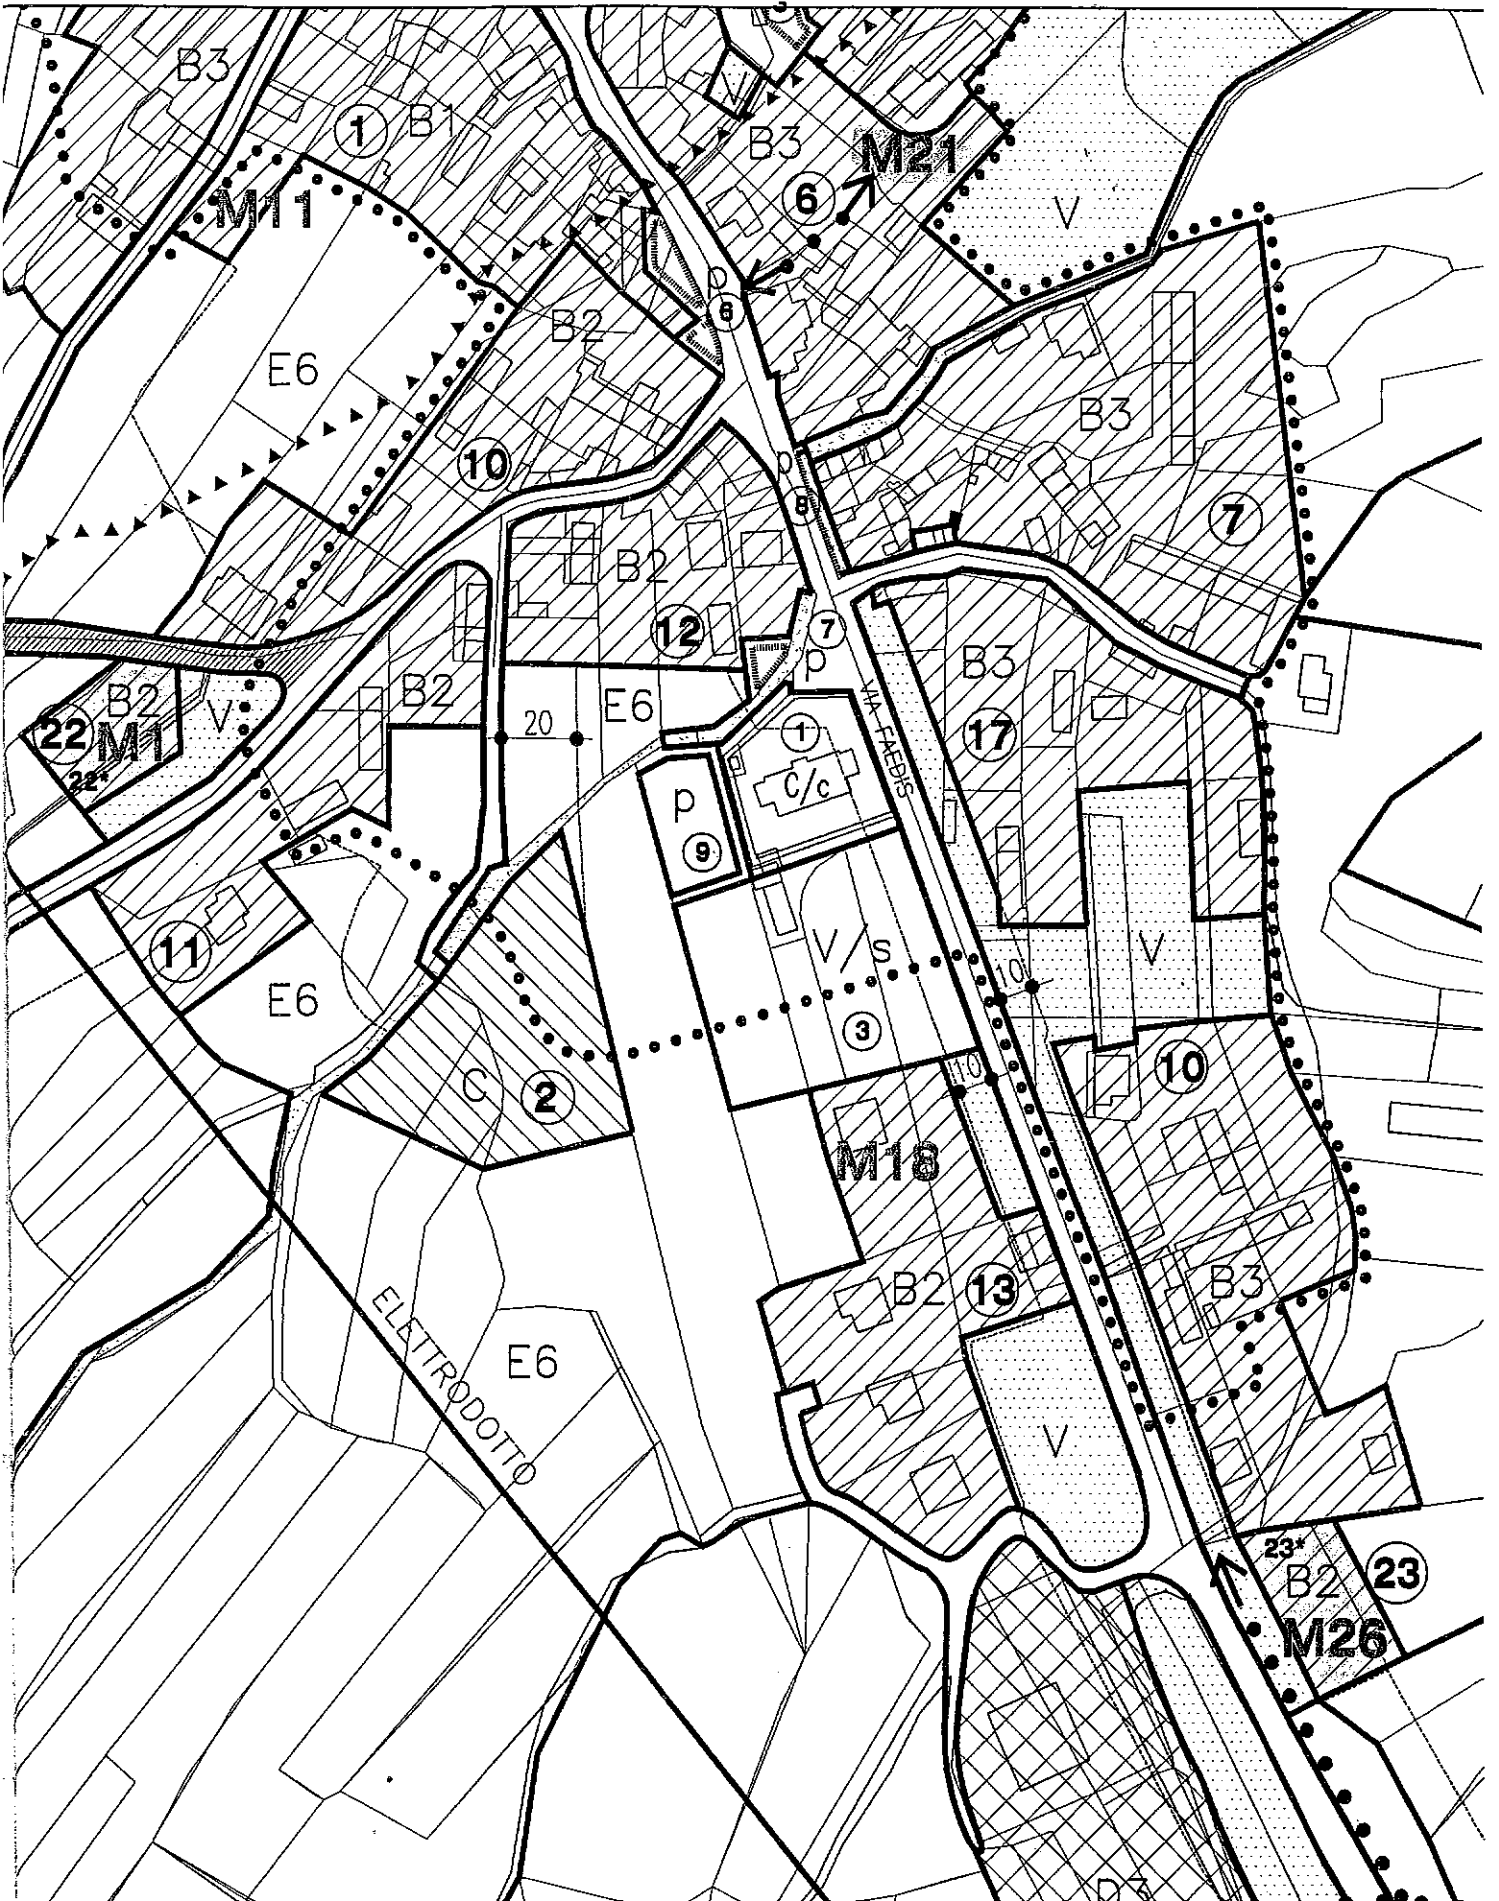 B3
1
B1
V
B3
M21
6
M11
V
p
6
B2
E6
B3
10
p
8
7
B2
12
7
p
B3
B2
E6
B2
22
M1
22*
V
20
1
C/c
VIA FAEDIS
17
p
9
11
V/s
V
10
E6
3
10
10
C
2
M18
B2
13
B3
E6
ELETTRODOTTO
V
23*
B2
23
M26
D3